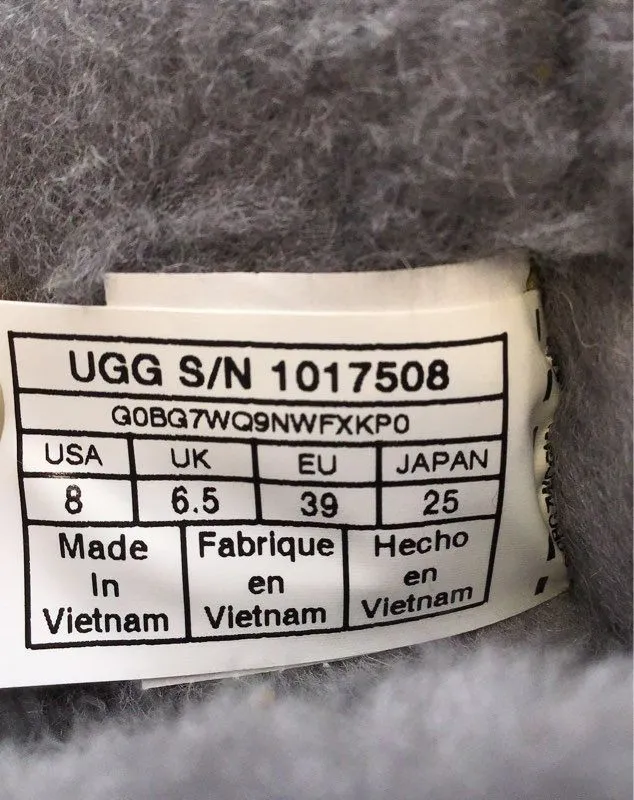 UGG S/N 1017508
G0BG7WQ9NWFXKP0
USA UK EU JAPAN
8 6.5 39 25
Made Fabrique Hecho
In en en
Vietnam Vietnam Vietnam